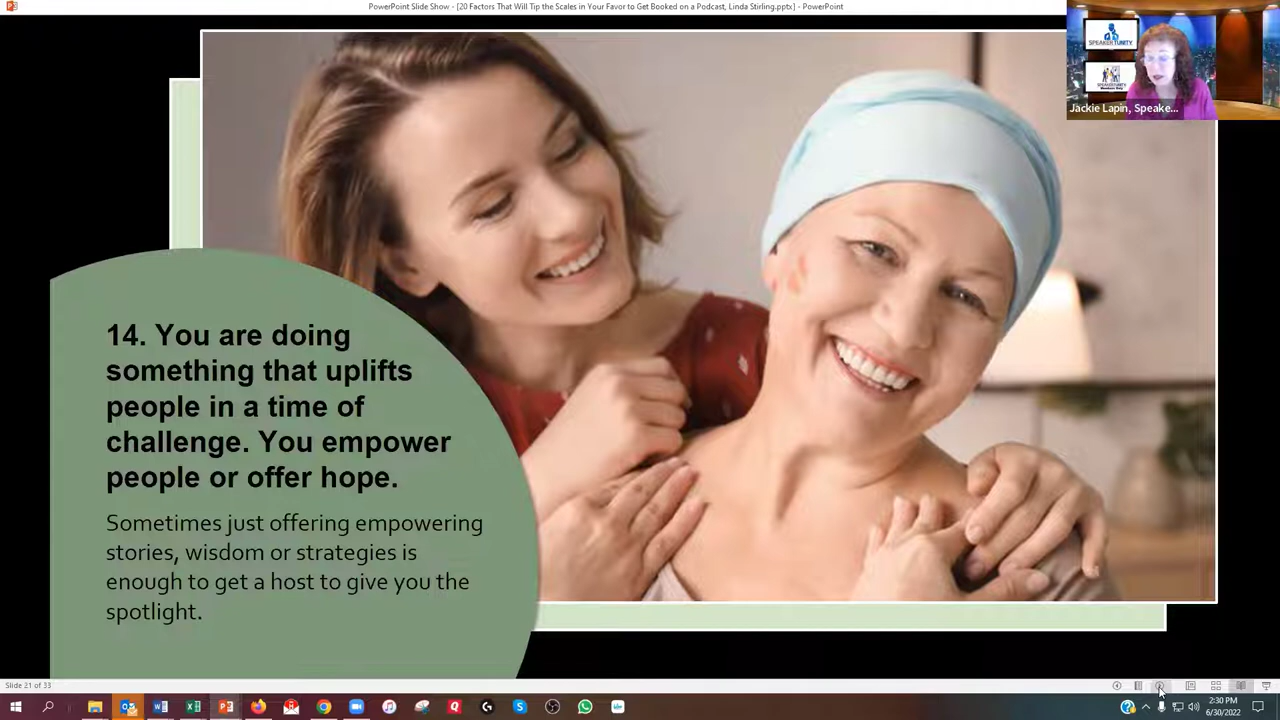 PowerPoint Slide Show - [20 Factors That Will Tip the Scales in Your Favor to Get Booked on a Podcast, Linda Stirling.pptx] - PowerPoint
SPEAKERTUNITY
SPEAKERTUNITY
Jackie Lapin, Speake...
14. You are doing
something that uplifts
people in a time of
challenge. You empower
people or offer hope.
Sometimes just offering empowering
stories, wisdom or strategies is
enough to get a host to give you the
spotlight.
Slide 21 of 33
2:30 PM
6/30/2022